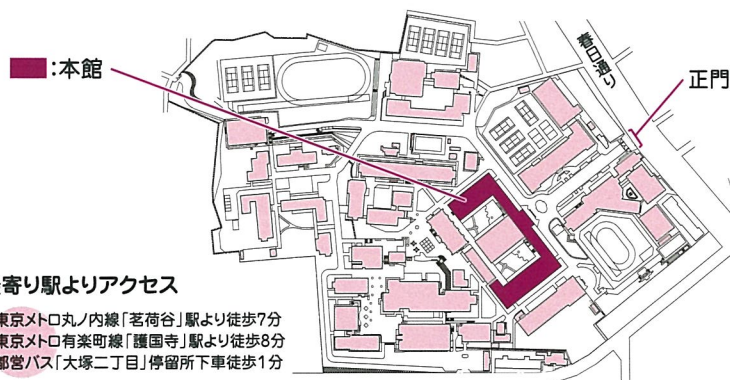 ■:本館
春日通り
正門
寄り駅よりアクセス
東京メトロ丸ノ内線「茗荷谷」駅より徒歩7分
東京メトロ有楽町線「護国寺」駅より徒歩8分
都営バス「大塚二丁目」停留所下車徒歩1分